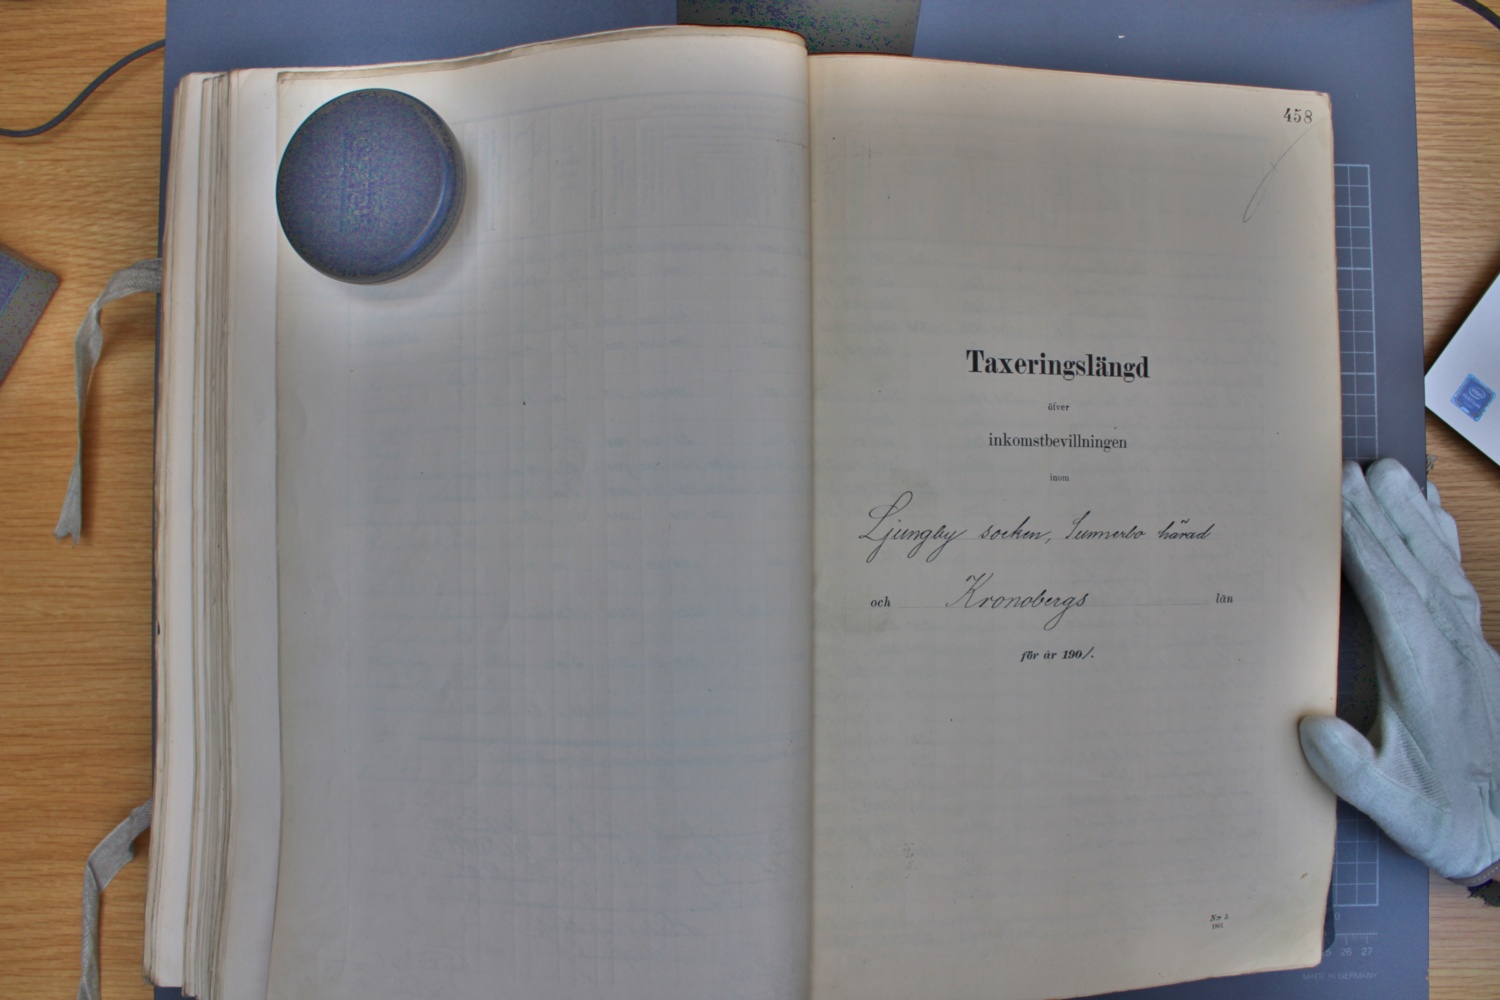 458
Taxeringslängd
öfver
inkomstbevillningen
inom
Ljungby socken, Sunnerbo härad
och Kronobergs län
för år 190/.
Nr 3.
1901
26 27
MADE IN GERMANY